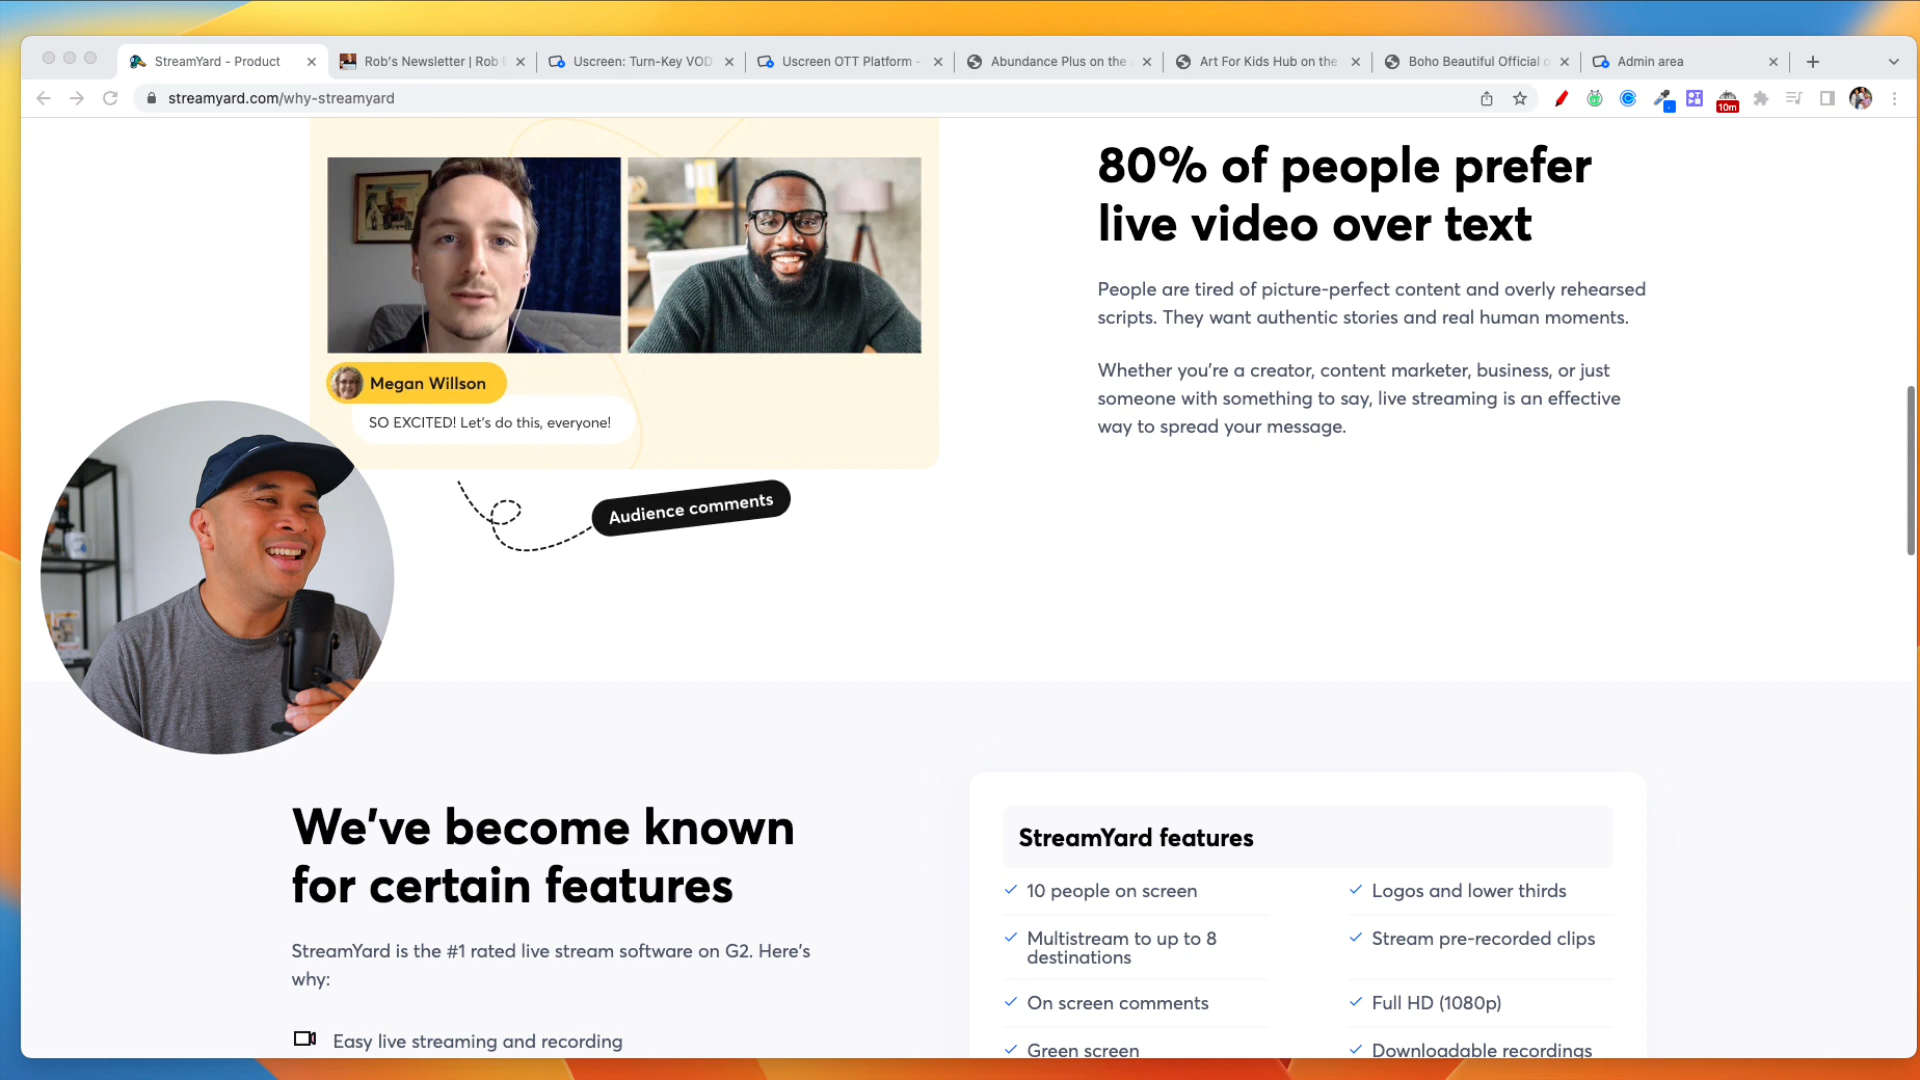 StreamYard - Product
Rob's Newsletter | Rob
Uscreen: Turn-Key VOD
Uscreen OTT Platform -
Abundance Plus on the
Art For Kids Hub on the
Boho Beautiful Official
Admin area
streamyard.com/why-streamyard
10m
80% of people prefer
live video over text
People are tired of picture-perfect content and overly rehearsed
scripts. They want authentic stories and real human moments.
Whether you're a creator, content marketer, business, or just
someone with something to say, live streaming is an effective
way to spread your message.
Megan Willson
SO EXCITED! Let's do this, everyone!
Audience comments
We've become known
for certain features
StreamYard is the #1 rated live stream software on G2. Here's
why:
Easy live streaming and recording
StreamYard features
10 people on screen
Logos and lower thirds
Multistream to up to 8
destinations
Stream pre-recorded clips
On screen comments
Full HD (1080p)
Green screen
Downloadable recordings